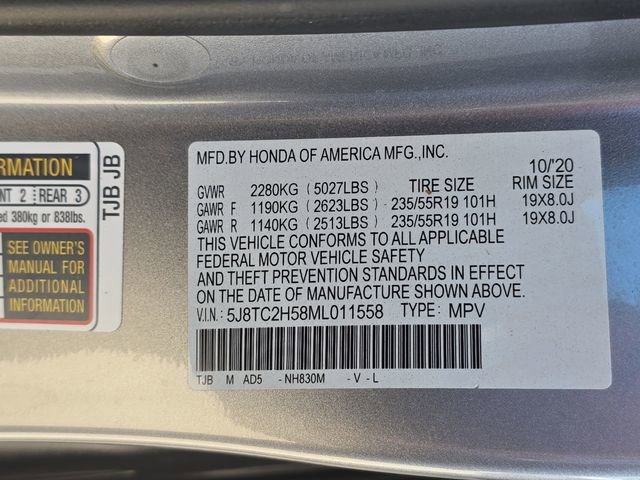 ORMATION
NT 2 REAR 3
ed 380kg or 838lbs.
SEE OWNER'S
MANUAL FOR
ADDITIONAL
INFORMATION
TJB JB
MFD.BY HONDA OF AMERICA MFG.,INC.
10/'20
GVWR 2280KG (5027LBS) TIRE SIZE RIM SIZE
GAWR F 1190KG (2623LBS) 235/55R19 101H 19X8.0J
GAWR R 1140KG (2513LBS) 235/55R19 101H 19X8.0J
THIS VEHICLE CONFORMS TO ALL APPLICABLE
FEDERAL MOTOR VEHICLE SAFETY
AND THEFT PREVENTION STANDARDS IN EFFECT
ON THE DATE OF MANUFACTURE SHOWN ABOVE.
V.I.N.: 5J8TC2H58ML011558 TYPE: MPV
TJB M AD5 -NH830M -V-L